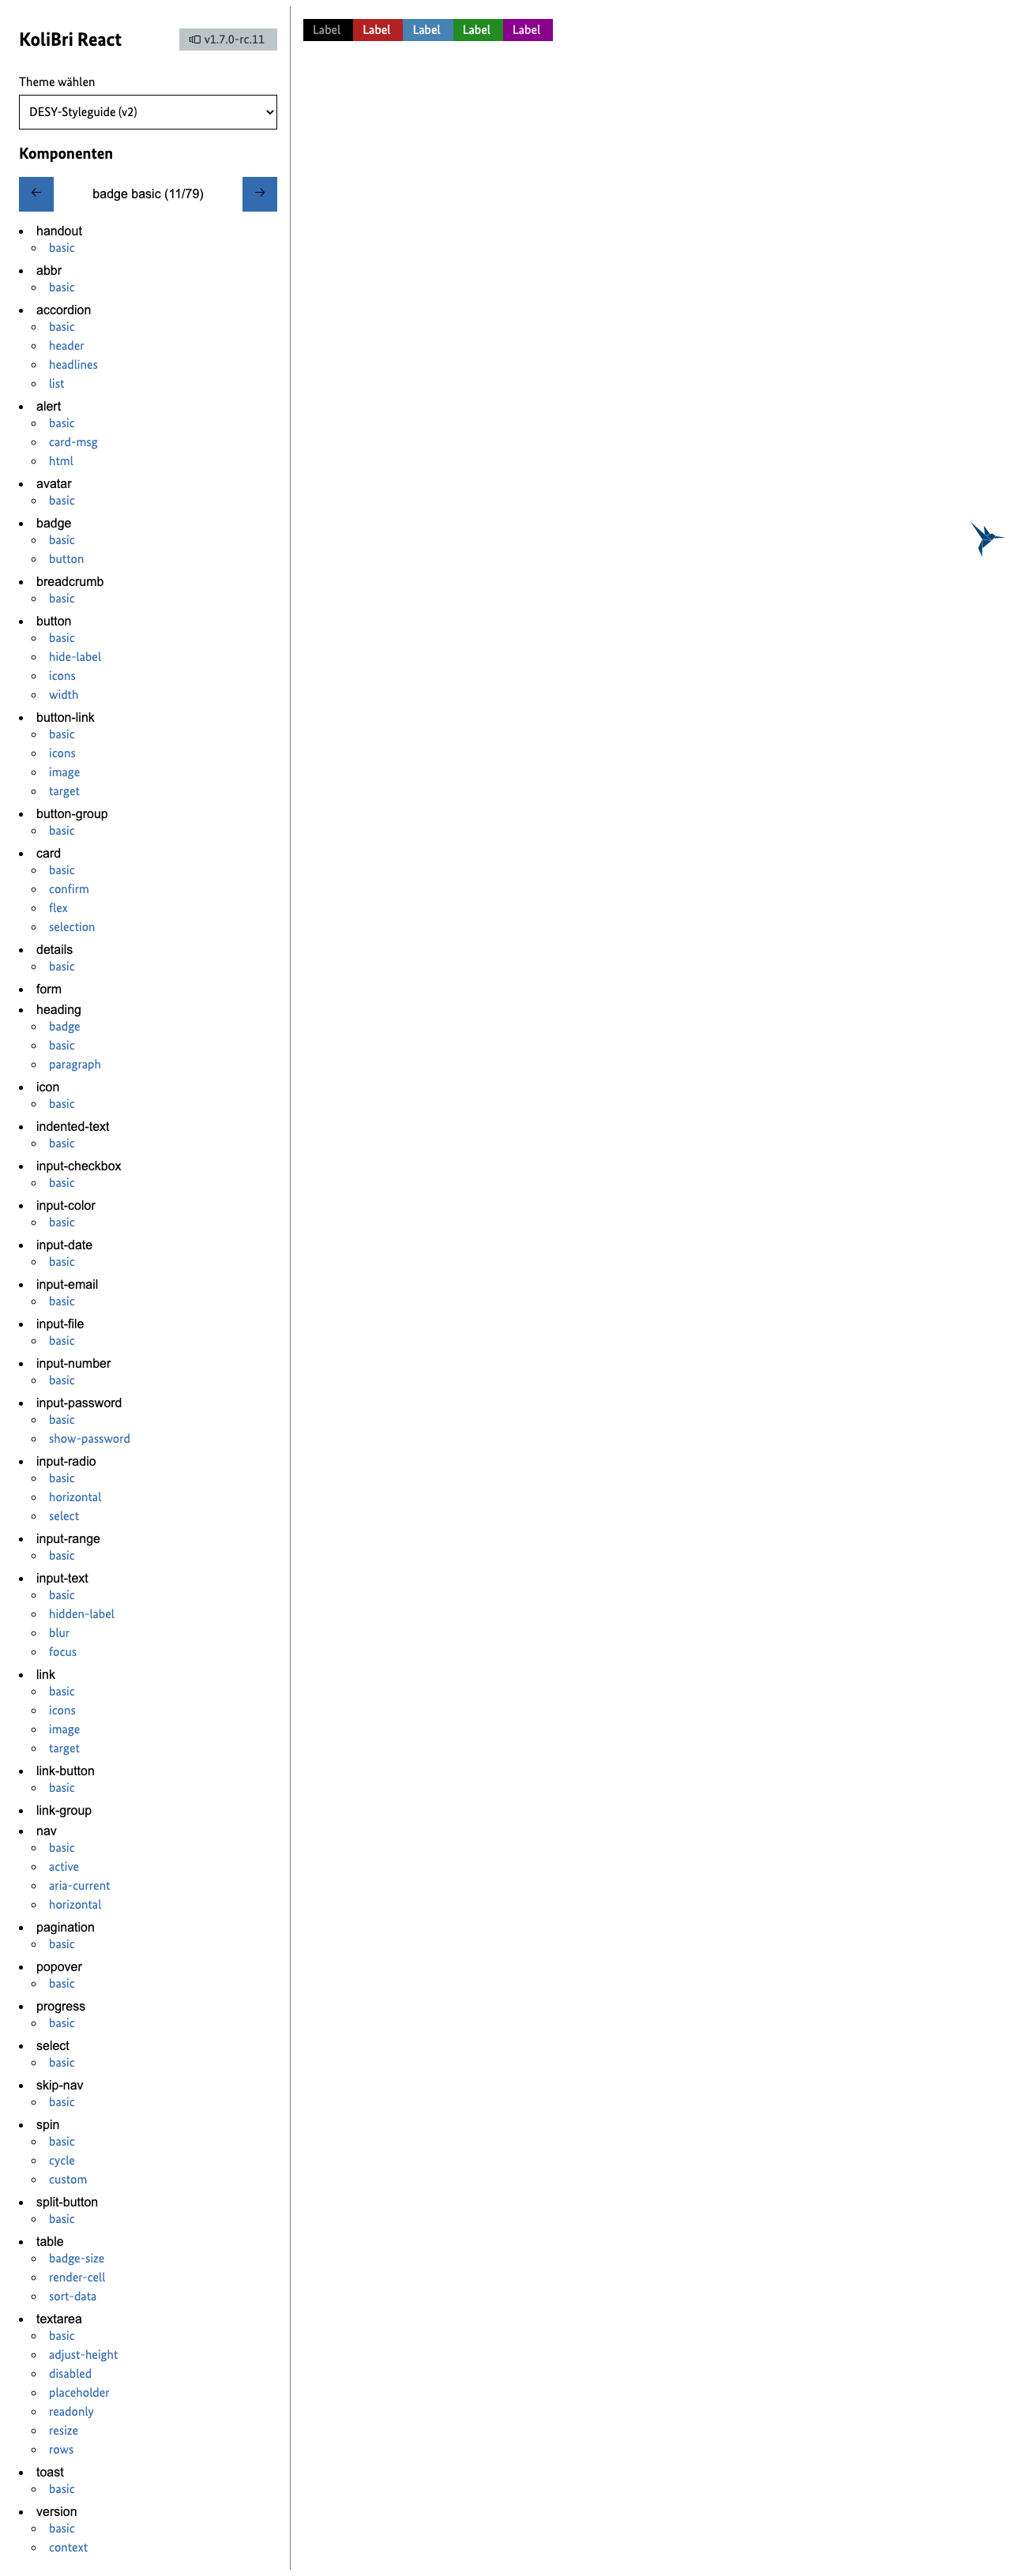 KoliBri React
v1.7.0-rc.11
Theme wählen
DESY-Styleguide (v2)
Komponenten
badge basic (11/79)
handout
basic
abbr
basic
accordion
basic
header
headlines
list
alert
basic
card-msg
html
avatar
basic
badge
basic
button
breadcrumb
basic
button
basic
hide-label
icons
width
button-link
basic
icons
image
target
button-group
basic
card
basic
confirm
flex
selection
details
basic
form
heading
badge
basic
paragraph
icon
basic
indented-text
basic
input-checkbox
basic
input-color
basic
input-date
basic
input-email
basic
input-file
basic
input-number
basic
input-password
basic
show-password
input-radio
basic
horizontal
select
input-range
basic
input-text
basic
hidden-label
blur
focus
link
basic
icons
image
target
link-button
basic
link-group
nav
basic
active
aria-current
horizontal
pagination
basic
popover
basic
progress
basic
select
basic
skip-nav
basic
spin
basic
cycle
custom
split-button
basic
table
badge-size
render-cell
sort-data
textarea
basic
adjust-height
disabled
placeholder
readonly
resize
rows
toast
basic
version
basic
context
Label Label Label Label Label